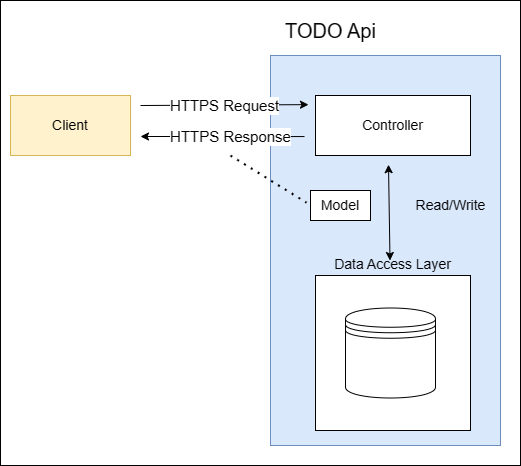 TODO Api
HTTPS Request
Client
Controller
HTTPS Response
Model
Read/Write
Data Access Layer